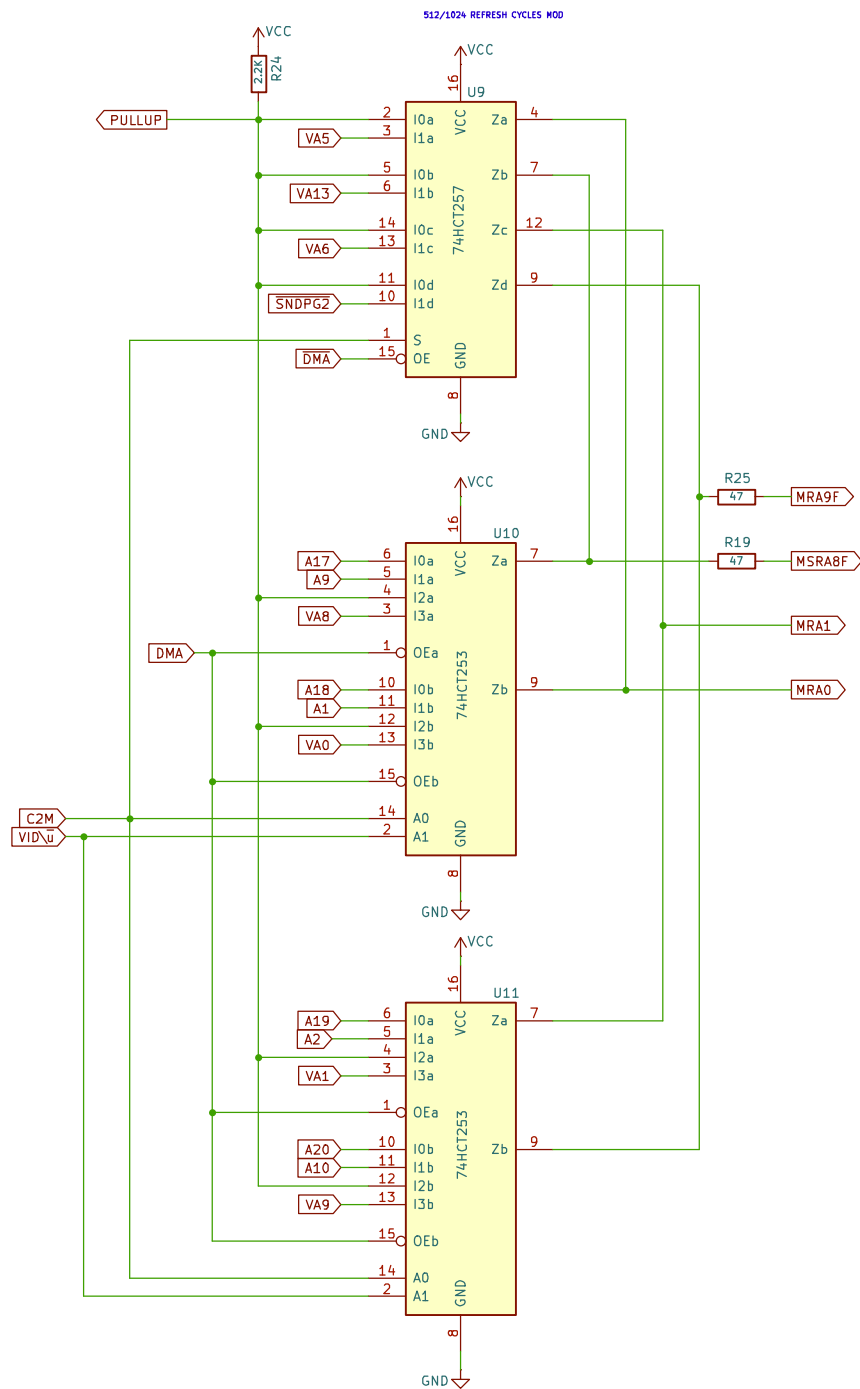 512/1024 REFRESH CYCLES MOD
VCC
2.2K
R24
VCC
16
U9
VCC
PULLUP
2 I0a
Za 4
VA5
3 I1a
5 I0b
Zb 7
VA13
6 I1b
74HCT257
14 I0c
Zc 12
VA6
13 I1c
11 I0d
Zd 9
SNDPG2
10 I1d
1 S
DMA
15 OE
GND
8
GND
VCC
16
U10
VCC
R25
47
MRA9F
A17
6 I0a
Za 7
R19
47
MSRA8F
A9
5 I1a
4 I2a
VA8
3 I3a
MRA1
DMA
1 OEa
74HCT253
A18
10 I0b
Zb 9
MRA0
A1
11 I1b
12 I2b
VA0
13 I3b
15 OEb
C2M
14 A0
VID\u
2 A1
GND
8
GND
VCC
16
U11
VCC
A19
6 I0a
Za 7
A2
5 I1a
4 I2a
VA1
3 I3a
1 OEa
74HCT253
A20
10 I0b
Zb 9
A10
11 I1b
12 I2b
VA9
13 I3b
15 OEb
14 A0
2 A1
GND
8
GND